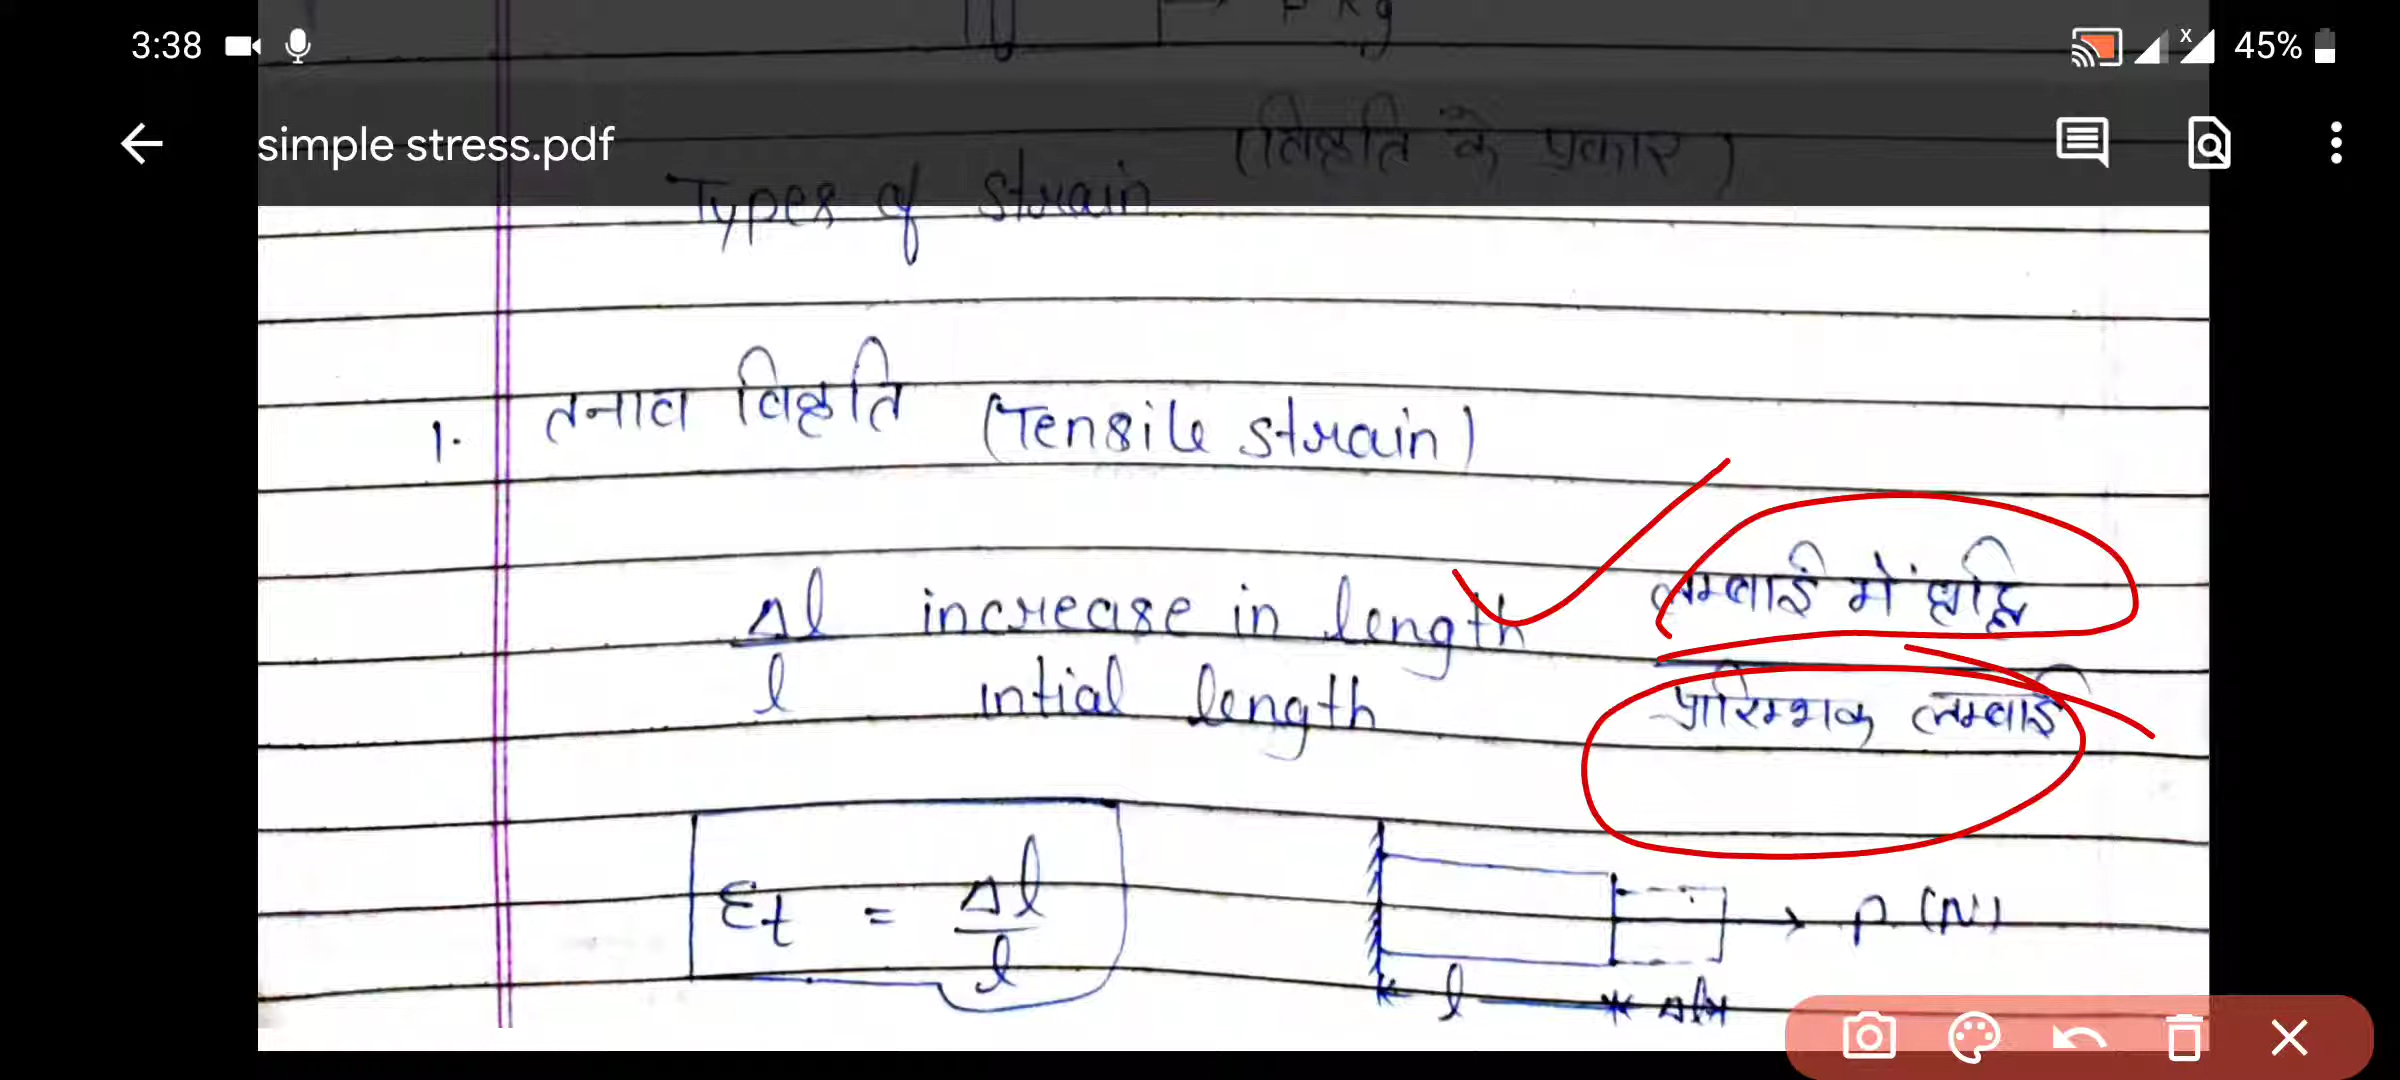 3:38
45%
simple stress.pdf
P Kg
Types of strain (विकृति के प्रकार)
1. तनाव विकृति (Tensile strain)
Δl increase in length लम्बाई में वृद्धि
l intial length प्रारम्भिक लम्बाई
εt = Δl
l
P (N)
l Δl